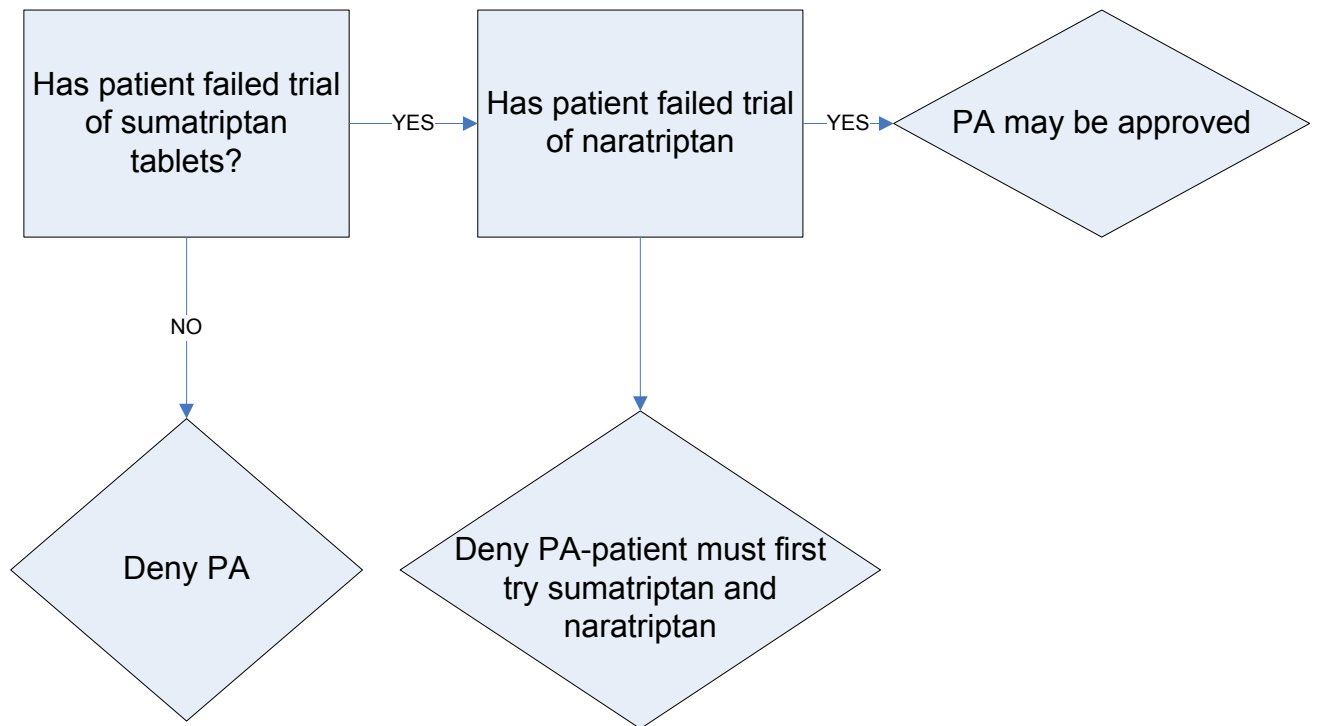 Has patient failed trial
of sumatriptan
tablets?
YES
Has patient failed trial
of naratriptan
YES
PA may be approved
NO
Deny PA
Deny PA-patient must first
try sumatriptan and
naratriptan